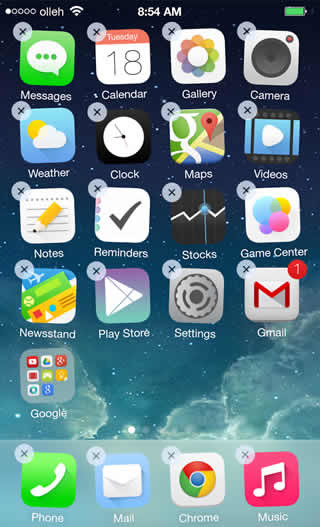 olleh 8:54 AM
Tuesday
18
Messages Calendar Gallery Camera
Weather Clock Maps Videos
Notes Reminders Stocks Game Center
1
Newsstand Play Store Settings Gmail
Google
Phone Mail Chrome Music